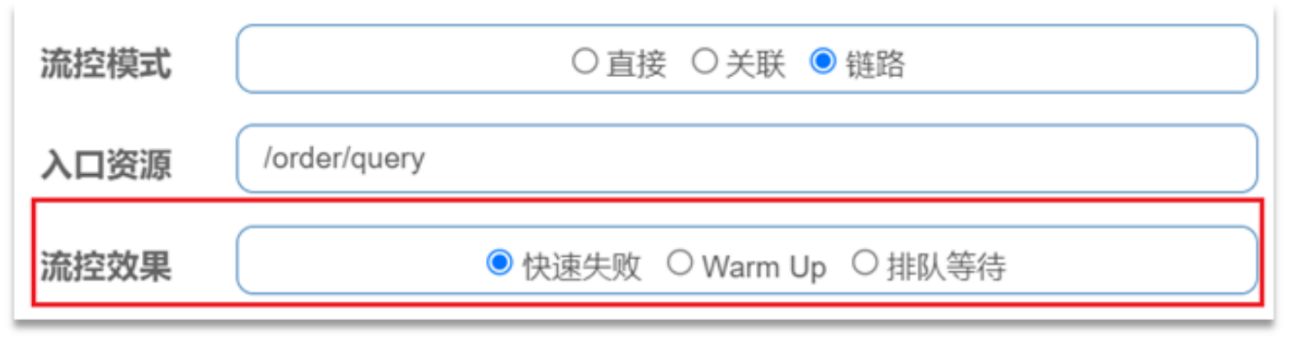 流控模式 直接 关联 链路
入口资源 /order/query
流控效果 快速失败 Warm Up 排队等待